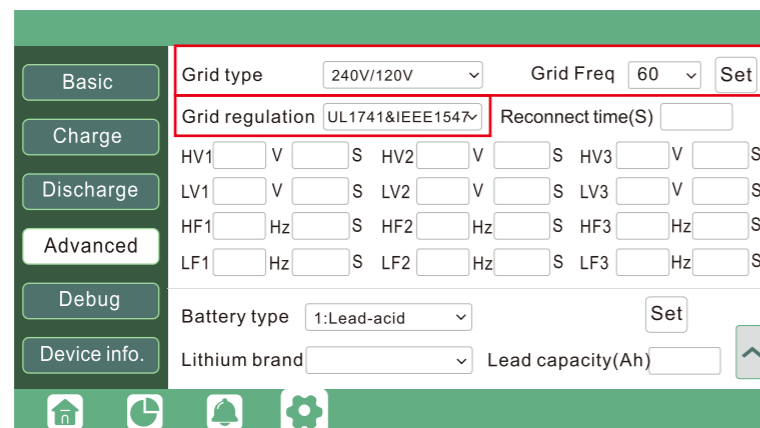 Basic
Charge
Discharge
Advanced
Debug
Device info.
Grid type 240V/120V Grid Freq 60 Set
Grid regulation UL1741&IEEE1547 Reconnect time(S)
HV1 V S HV2 V S HV3 V S
LV1 V S LV2 V S LV3 V S
HF1 Hz S HF2 Hz S HF3 Hz S
LF1 Hz S LF2 Hz S LF3 Hz S
Battery type 1:Lead-acid Set
Lithium brand Lead capacity(Ah)